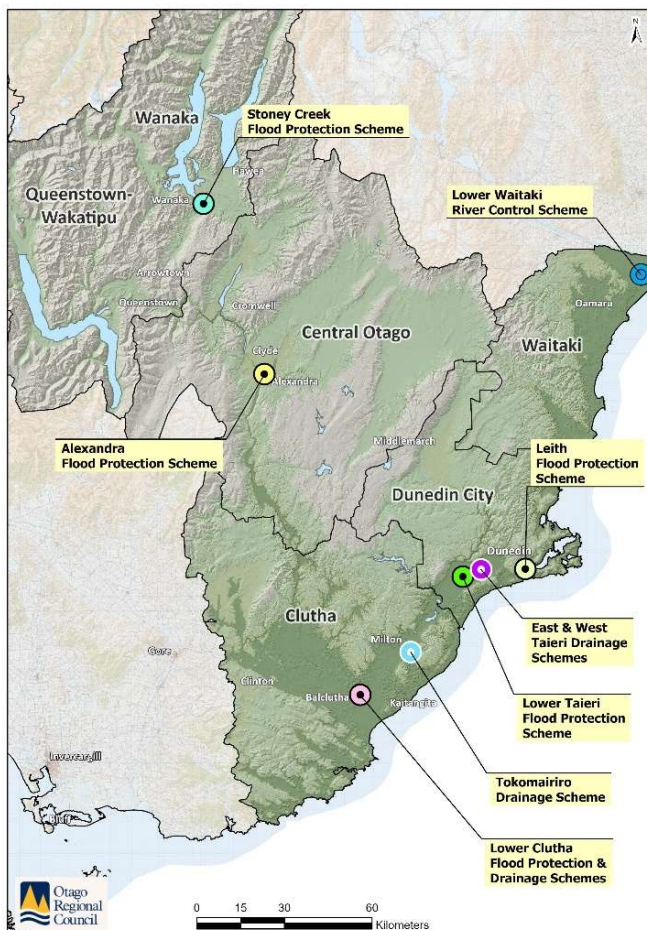 N
Stoney Creek
Flood Protection Scheme
Wanaka
Hawea
Queenstown-
Wakatipu
Wanaka
Lower Waitaki
River Control Scheme
Arrowtown
Queenstown
Cromwell
Oamaru
Central Otago
Waitaki
Clyde
Alexandra
Alexandra
Flood Protection Scheme
Middlemarch
Leith
Flood Protection
Scheme
Dunedin City
Dunedin
Clutha
East & West
Taieri Drainage
Schemes
Milton
Gore
Clinton
Balclutha
Kaitangata
Lower Taieri
Flood Protection
Scheme
Invercargill
Tokomairiro
Drainage Scheme
Bluff
Lower Clutha
Flood Protection &
Drainage Schemes
Otago
Regional
Council
0 15 30 60
Kilometers